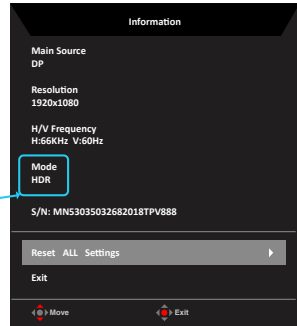 Information
Main Source
DP
Resolution
1920x1080
H/V Frequency
H:66KHz V:60Hz
Mode
HDR
S/N: MN53035032682018TPV888
Reset ALL Settings
Exit
Move Exit